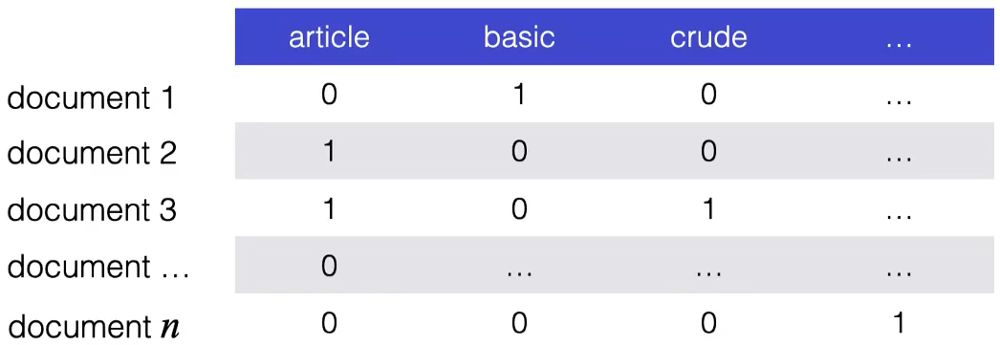 article basic crude …
document 1 0 1 0 …
document 2 1 0 0 …
document 3 1 0 1 …
document … 0 … … …
document n 0 0 0 1